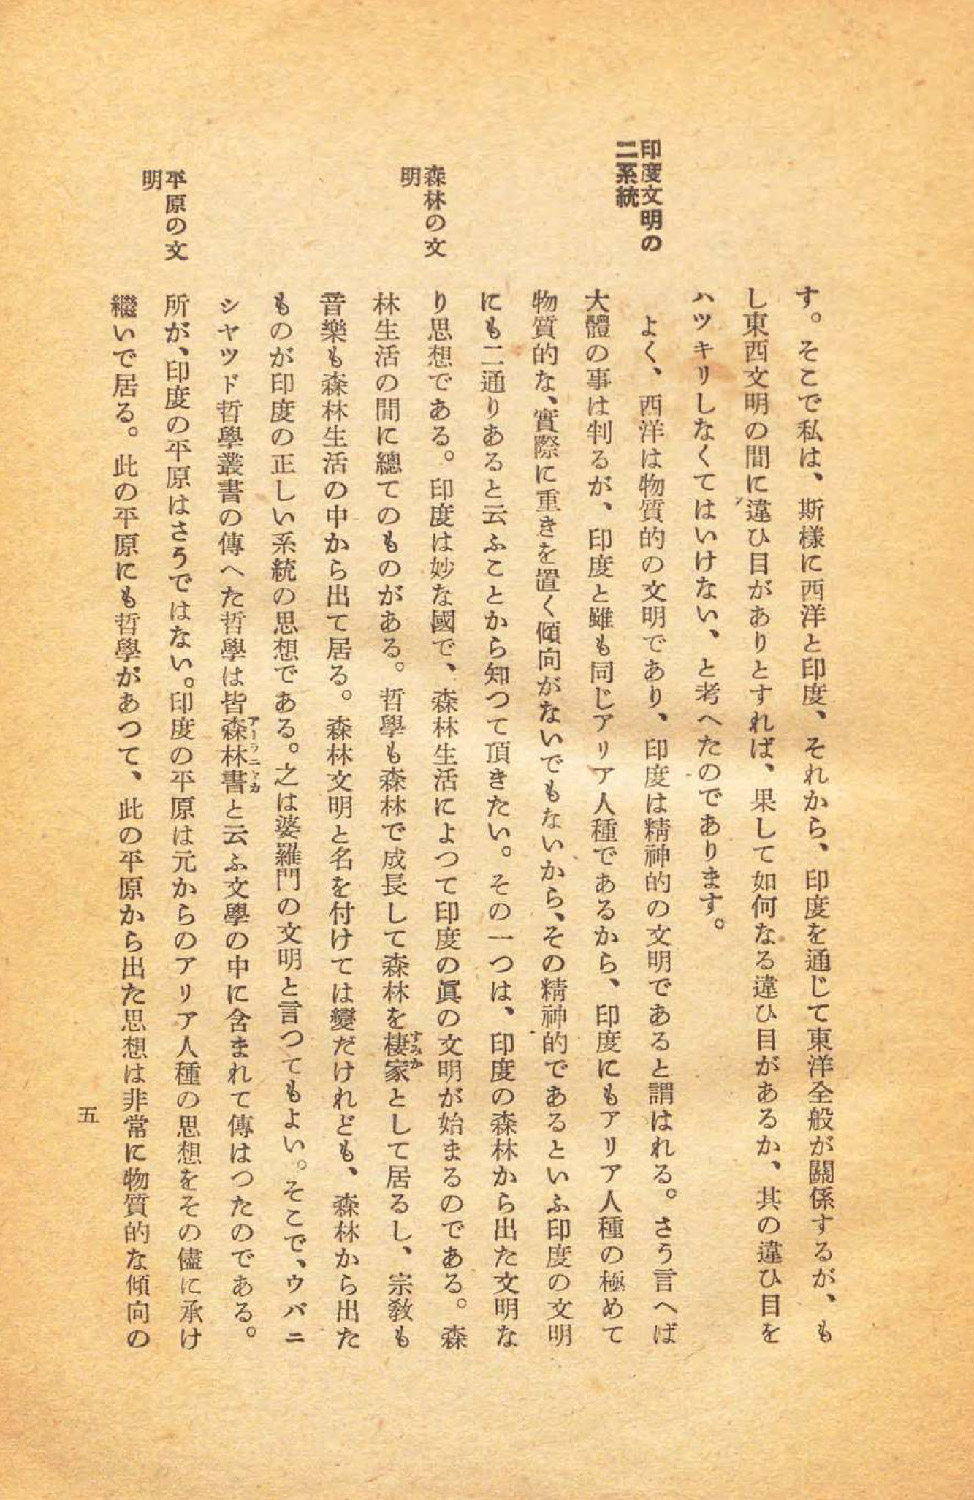 す。そこで私は、斯樣に西洋と印度、それから、印度を通じて東洋全般が關係するが、も
し東西文明の間に違ひ目がありとすれば、果して如何なる違ひ目があるか、其の違ひ目を
ハツキリしなくてはいけない、と考へたのであります。
印度文明の
二系統
よく、西洋は物質的の文明であり、印度は精神的の文明であると謂はれる。さう言へば
大體の事は判るが、印度と雖も同じアリア人種であるから、印度にもアリア人種の極めて
物質的な、實際に重きを置く傾向がないでもないから、その精神的であるといふ印度の文明
にも二通りあると云ふことから知つて頂きたい。その一つは、印度の森林から出た文明な
森林の文
明
り思想である。印度は妙な國で、森林生活によつて印度の眞の文明が始まるのである。森
林生活の間に總てのものがある。哲學も森林で成長して森林を棲家として居るし、宗敎も
すみか
音樂も森林生活の中から出て居る。森林文明と名を付けては變だけれども、森林から出た
ものが印度の正しい系統の思想である。之は婆羅門の文明と言つてもよい。そこで、ウパニ
シヤツド哲學叢書の傳へた哲學は皆森林書と云ふ文學の中に含まれて傳はつたのである。
アーラニヤカ
平原の文
明
所が、印度の平原はさうではない。印度の平原は元からのアリア人種の思想をその儘に承け
繼いで居る。此の平原にも哲學があつて、此の平原から出た思想は非常に物質的な傾向の
五